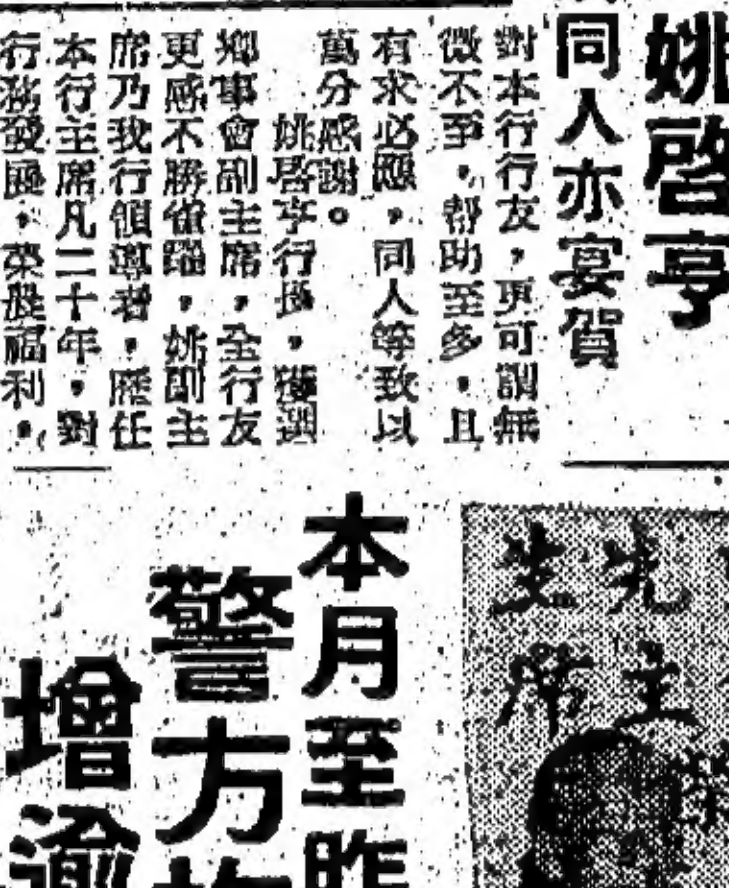 姚啓亨
同人亦宴賀
對本行行友，更可謂無
微不至，幫助至多，且
有求必應，同人等致以
萬分感謝。
姚啓亨行長，獲選
鄉事會副主席，全行友
更感不勝雀躍，姚副主
席乃我行領導者，歷任
本行主席凡二十年，對
行務發展，榮胜福利，
本月至昨
警方
增
先主
席